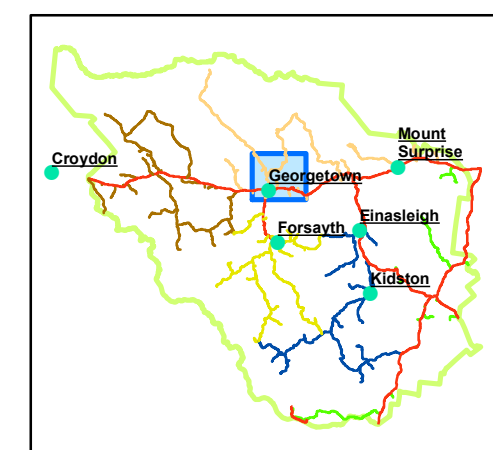 Mount
Surprise
Croydon
Georgetown
Einasleigh
Forsayth
Kidston